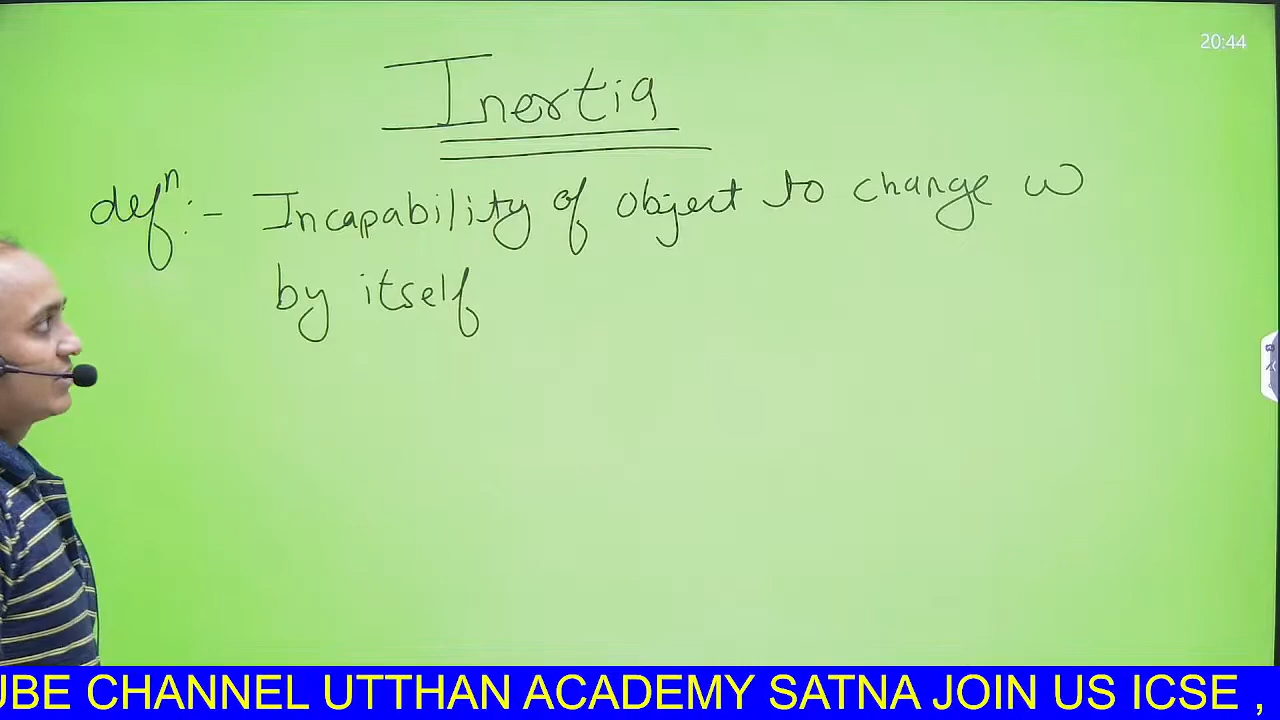 20:44
Inertia
defⁿ:- Incapability of object to change ω
by itself
UBE CHANNEL UTTHAN ACADEMY SATNA JOIN US ICSE ,